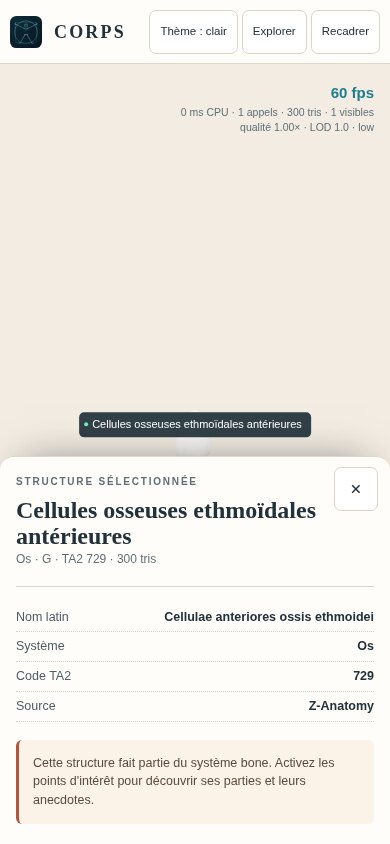 CORPS
Thème : clair
Explorer
Recadrer
60 fps
0 ms CPU · 1 appels · 300 tris · 1 visibles
qualité 1.00× · LOD 1.0 · low
Cellules osseuses ethmoïdales antérieures
STRUCTURE SÉLECTIONNÉE
×
Cellules osseuses ethmoïdales
antérieures
Os · G · TA2 729 · 300 tris
Nom latin Cellulae anteriores ossis ethmoidei
Système Os
Code TA2 729
Source Z-Anatomy
Cette structure fait partie du système bone. Activez les
points d'intérêt pour découvrir ses parties et leurs
anecdotes.